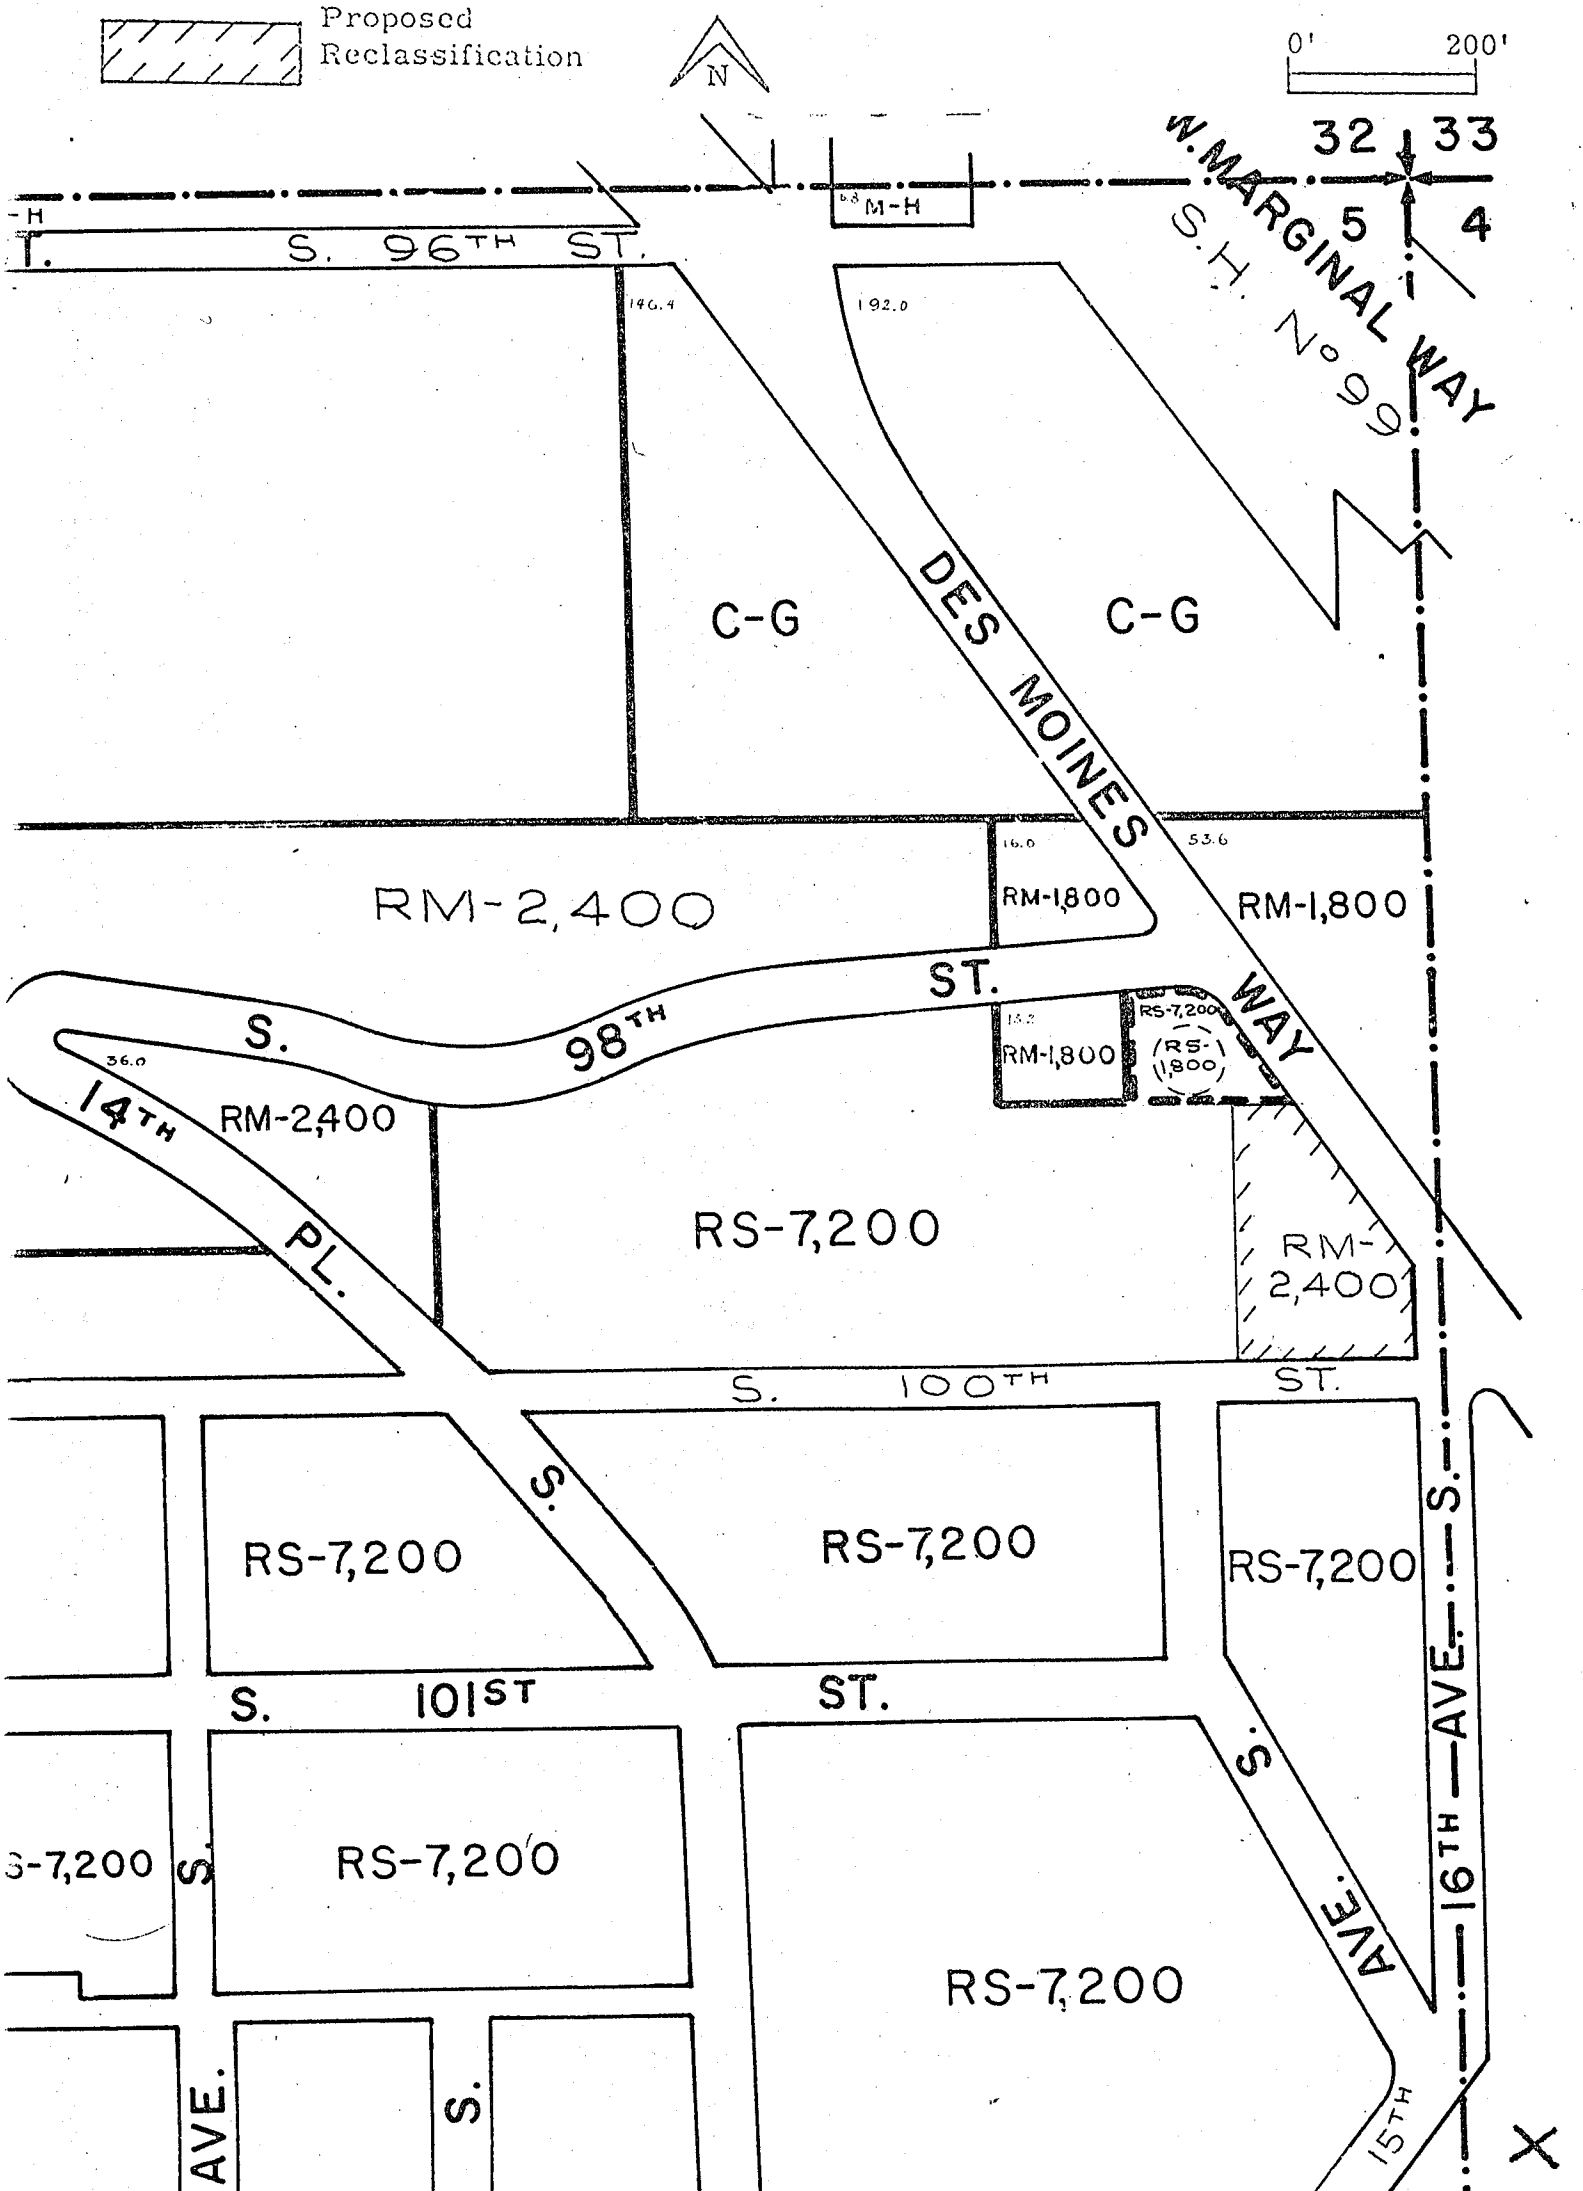 Proposed
Reclassification
N
0' 200'
W. MARGINAL WAY
S.H. No 99
32 33
5 4
-H
T.
S. 96TH ST.
M-H
146.4
192.0
C-G
C-G
DES MOINES WAY
16.0
53.6
RM-2,400
RM-1,800
RM-1,800
S. 98TH ST.
RS-7,200
RM-1,800
RS-
1,800
36.0
14TH PL. S.
RM-2,400
RS-7,200
RM-
2,400
S. 100TH ST.
RS-7,200
RS-7,200
RS-7,200
16TH AVE. S.
S. 101ST ST.
S-7,200
S.
RS-7,200
S. AVE.
RS-7,200
AVE.
S.
15TH
X